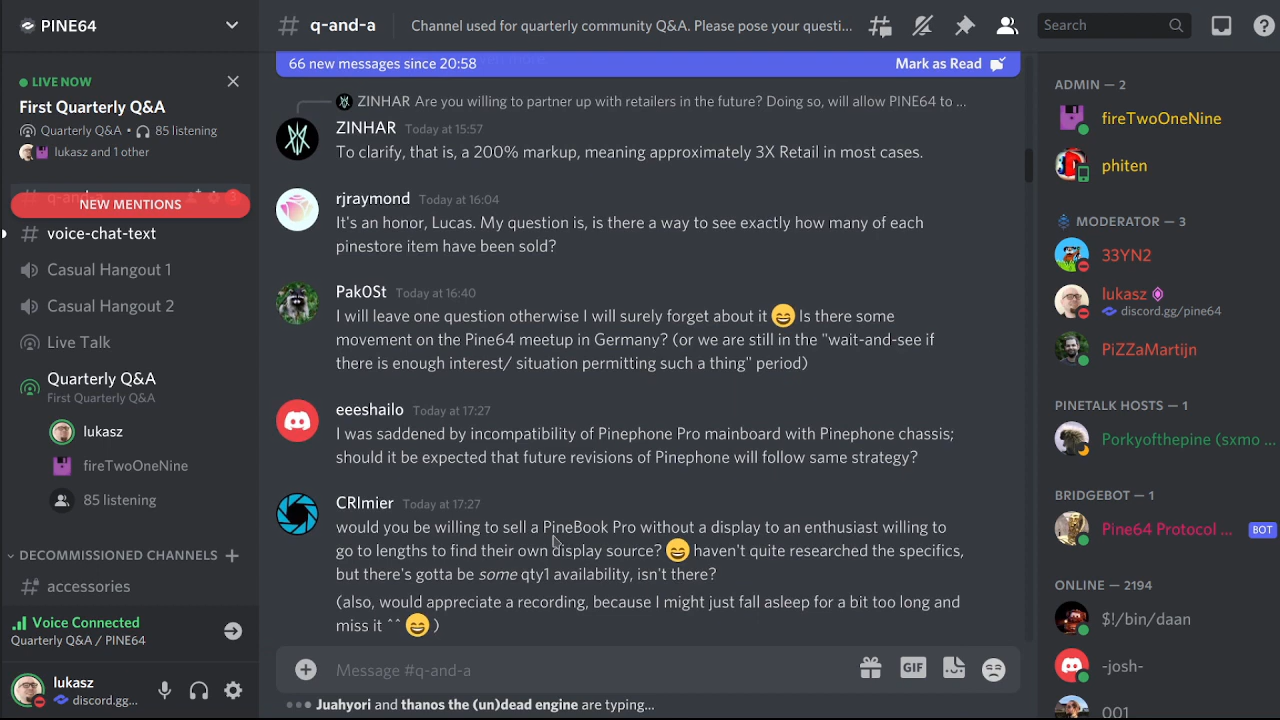 PINE64
LIVE NOW
First Quarterly Q&A
Quarterly Q&A • 85 listening
lukasz and 1 other
NEW MENTIONS
# voice-chat-text
Casual Hangout 1
Casual Hangout 2
Live Talk
Quarterly Q&A
First Quarterly Q&A
lukasz
fireTwoOneNine
85 listening
DECOMMISSIONED CHANNELS +
# accessories
Voice Connected
Quarterly Q&A / PINE64
lukasz
discord.gg...
# q-and-a
Channel used for quarterly community Q&A. Please pose your questi...
66 new messages since 20:58
Mark as Read
ZINHAR Are you willing to partner up with retailers in the future? Doing so, will allow PINE64 to ...
ZINHAR Today at 15:57
To clarify, that is, a 200% markup, meaning approximately 3X Retail in most cases.
rjraymond Today at 16:04
It's an honor, Lucas. My question is, is there a way to see exactly how many of each
pinestore item have been sold?
Pak0St Today at 16:40
I will leave one question otherwise I will surely forget about it 😄 Is there some
movement on the Pine64 meetup in Germany? (or we are still in the "wait-and-see if
there is enough interest/ situation permitting such a thing" period)
eeeshailo Today at 17:27
I was saddened by incompatibility of Pinephone Pro mainboard with Pinephone chassis;
should it be expected that future revisions of Pinephone will follow same strategy?
CRImier Today at 17:27
would you be willing to sell a PineBook Pro without a display to an enthusiast willing to
go to lengths to find their own display source? 😄 haven't quite researched the specifics,
but there's gotta be some qty1 availability, isn't there?
(also, would appreciate a recording, because I might just fall asleep for a bit too long and
miss it ^^ 😄 )
Message #q-and-a
GIF
Juahyori and thanos the (un)dead engine are typing...
Search
ADMIN — 2
fireTwoOneNine
phiten
MODERATOR — 3
33YN2
lukasz
discord.gg/pine64
PiZZaMartijn
PINETALK HOSTS — 1
Porkyofthepine (sxmo ...
BRIDGEBOT — 1
Pine64 Protocol ... BOT
ONLINE — 2194
$!/bin/daan
-josh-
001